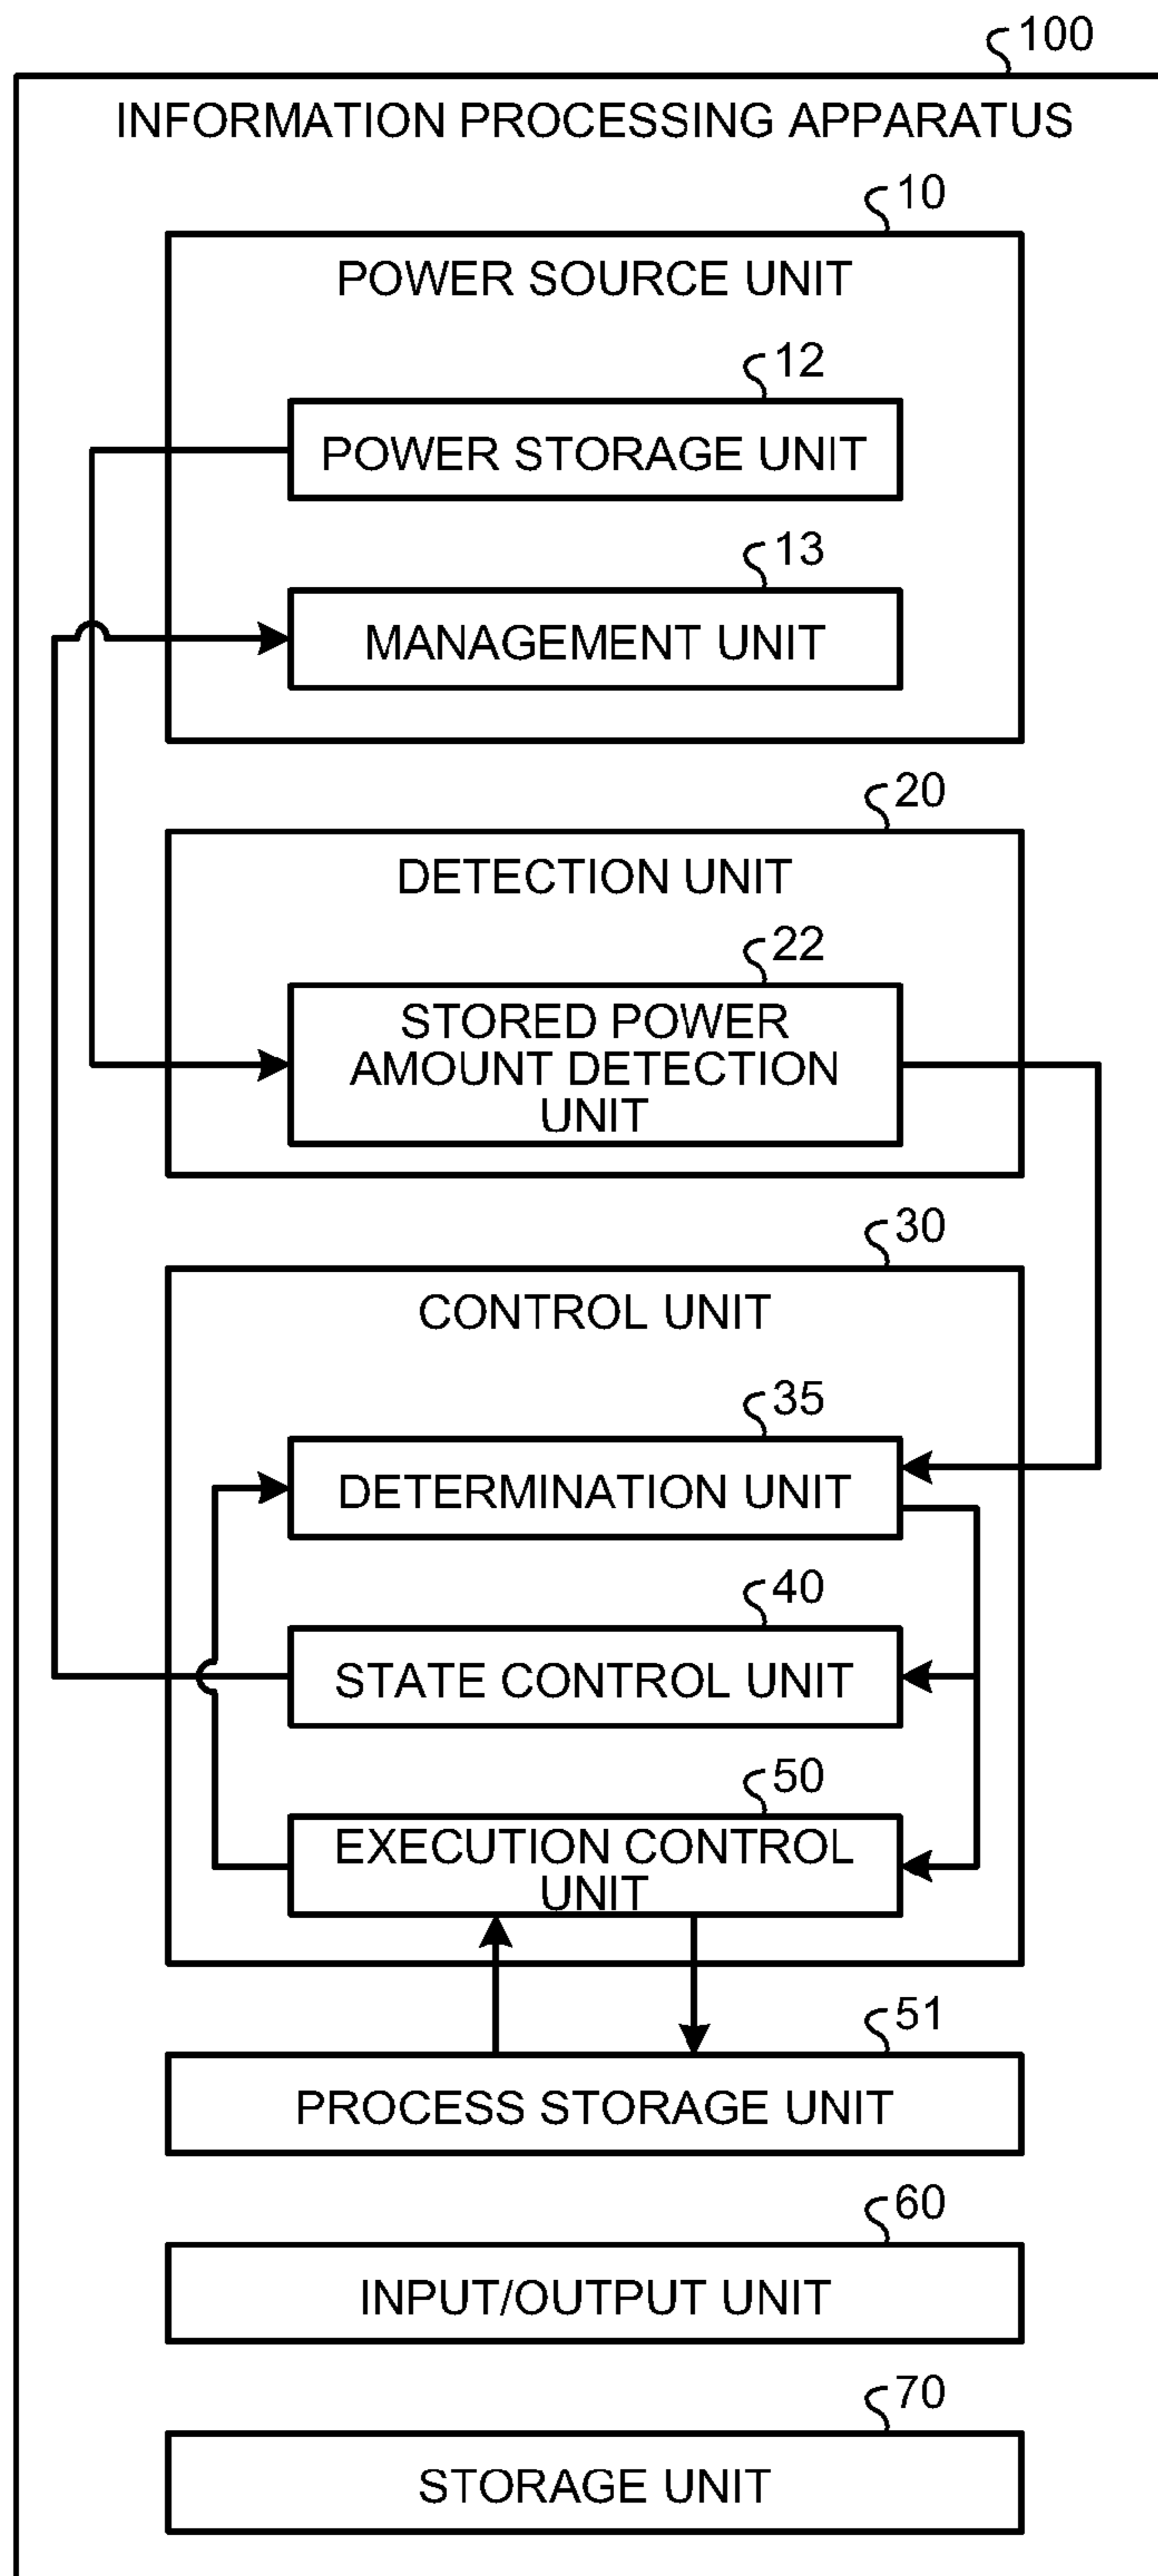 100
INFORMATION PROCESSING APPARATUS
10
POWER SOURCE UNIT
12
POWER STORAGE UNIT
13
MANAGEMENT UNIT
20
DETECTION UNIT
22
STORED POWER
AMOUNT DETECTION
UNIT
30
CONTROL UNIT
35
DETERMINATION UNIT
40
STATE CONTROL UNIT
50
EXECUTION CONTROL
UNIT
51
PROCESS STORAGE UNIT
60
INPUT/OUTPUT UNIT
70
STORAGE UNIT